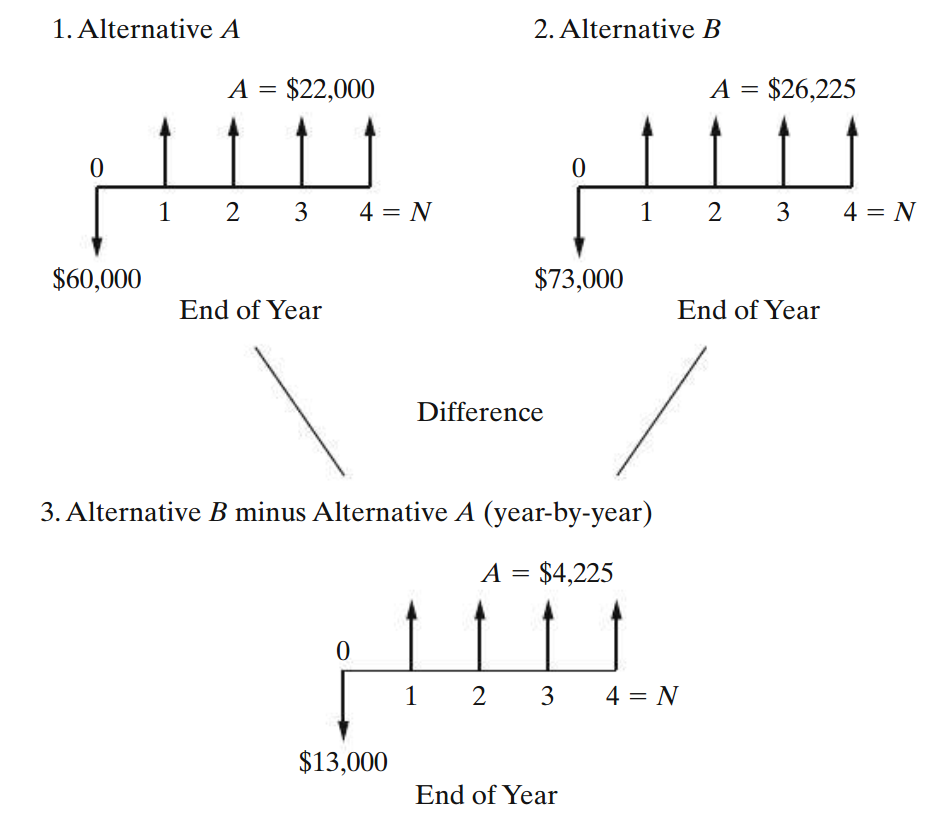 1. Alternative A
2. Alternative B
A = $22,000
A = $26,225
0
0
1 2 3 4 = N
1 2 3 4 = N
$60,000
$73,000
End of Year
End of Year
Difference
3. Alternative B minus Alternative A (year-by-year)
A = $4,225
0
1 2 3 4 = N
$13,000
End of Year